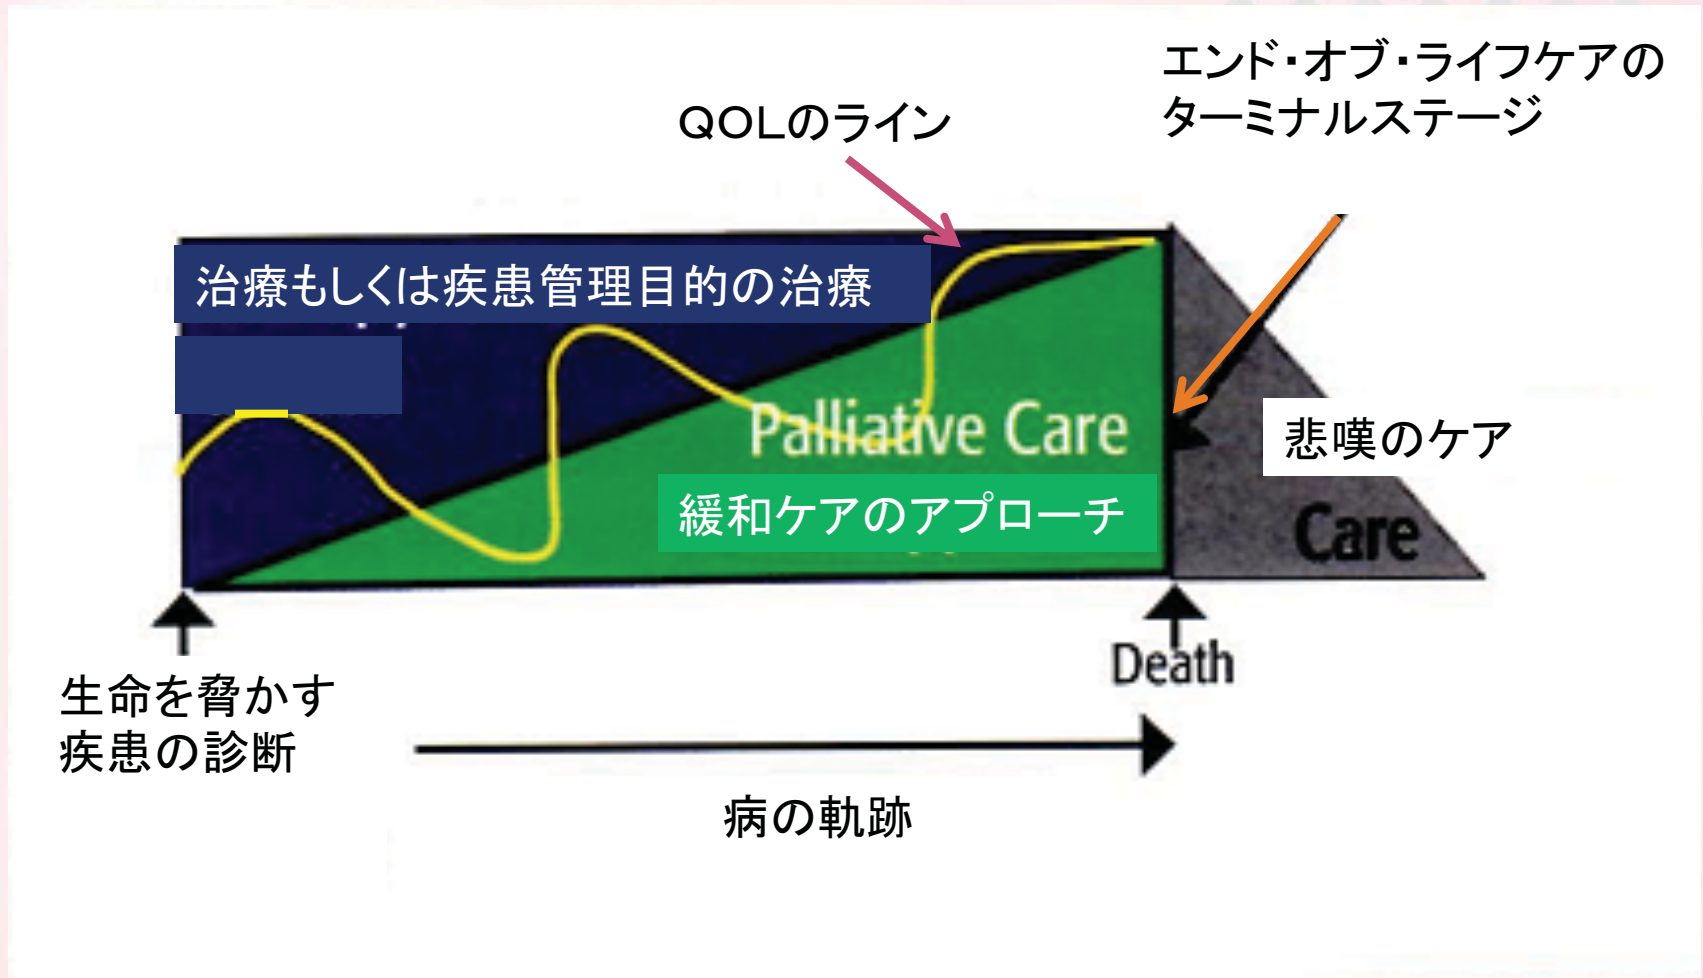 エンド・オブ・ライフケアの
ターミナルステージ
QOLのライン
治療もしくは疾患管理目的の治療
Palliative Care
緩和ケアのアプローチ
悲嘆のケア
Care
Death
生命を脅かす
疾患の診断
病の軌跡